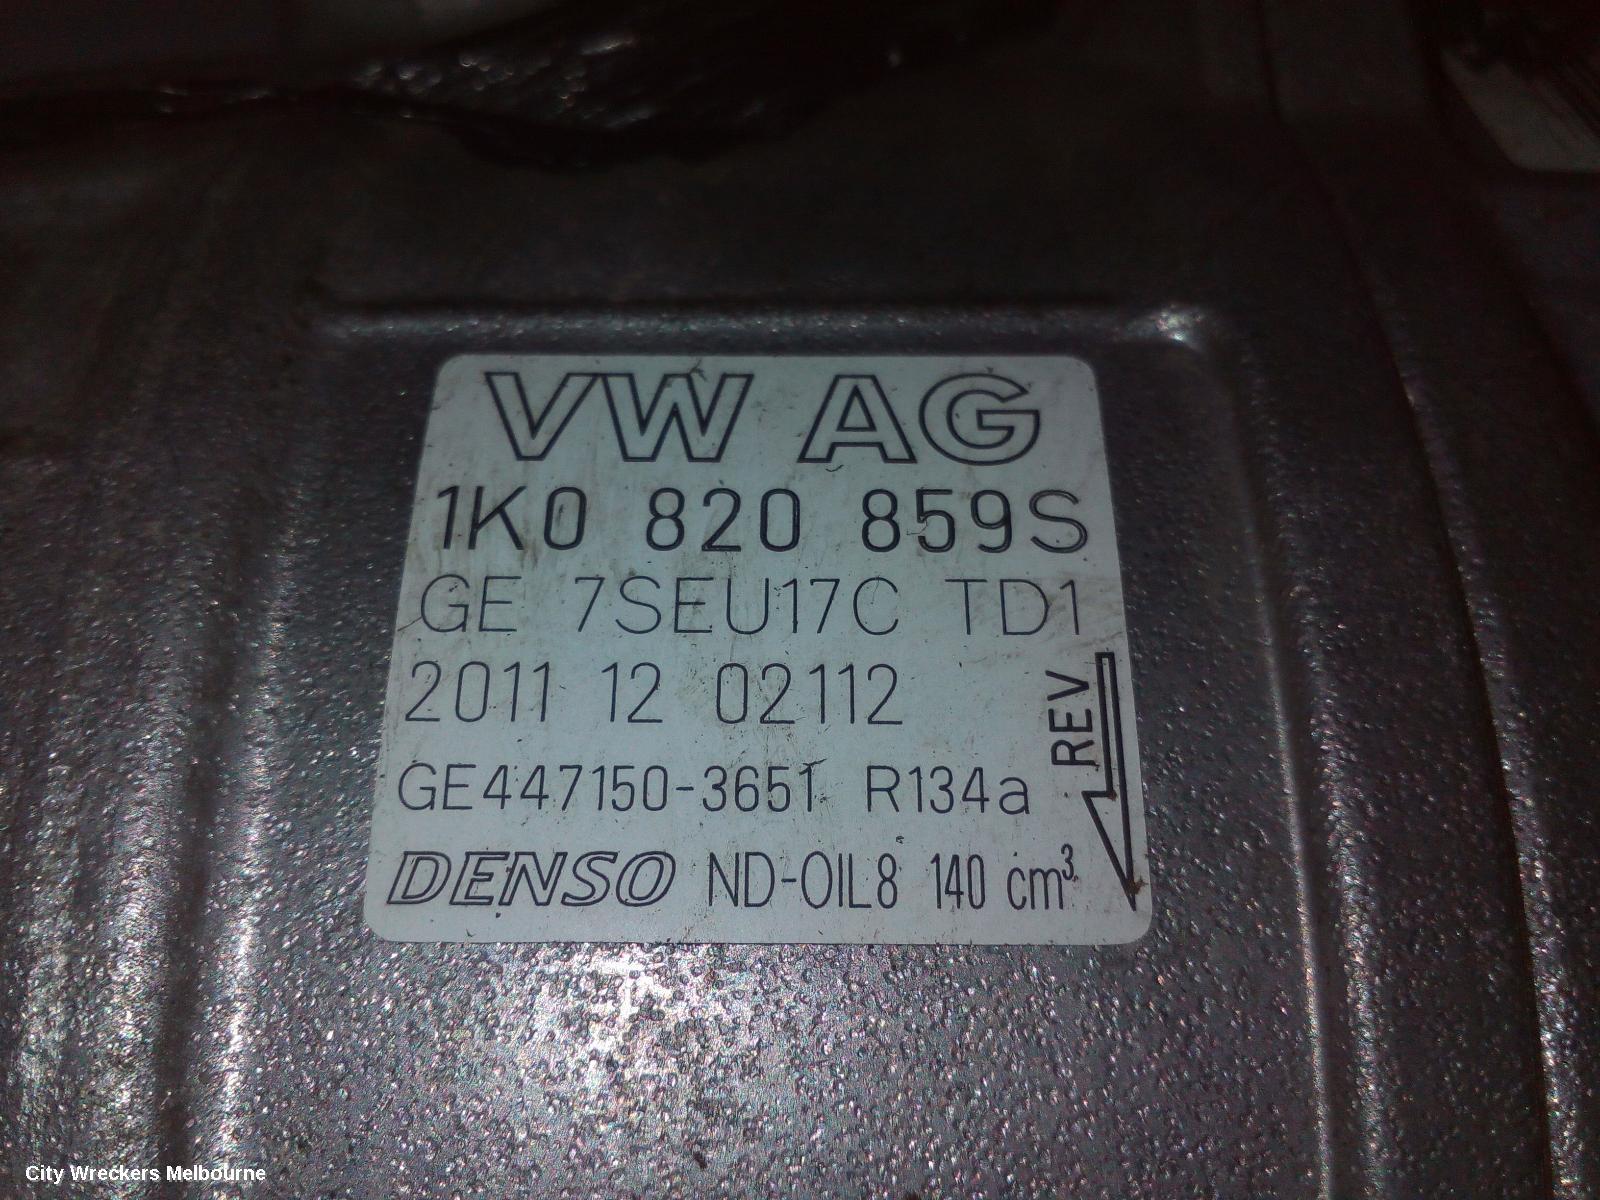 VW AG
1K0 820 859S
GE 7SEU17C TD1
2011 12 02112
REV
GE447150-3651 R134a
DENSO ND-OIL8 140 cm³
City Wreckers Melbourne